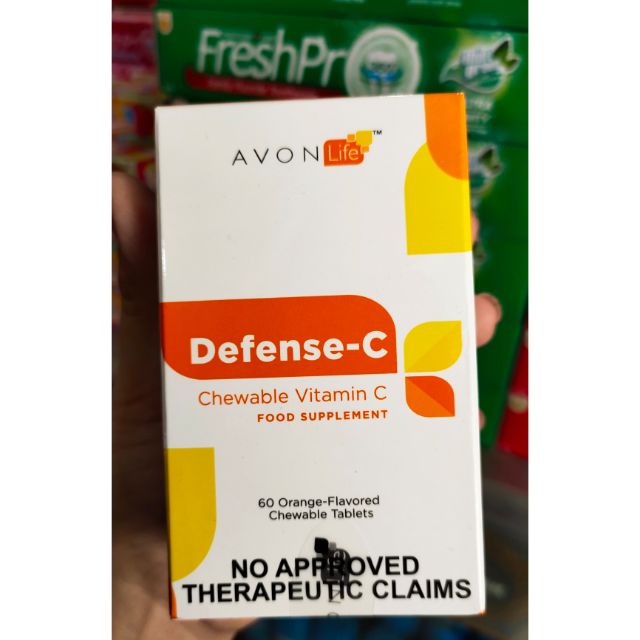 FreshPr
AVON Life™
Defense-C
Chewable Vitamin C
FOOD SUPPLEMENT
60 Orange-Flavored
Chewable Tablets
NO APPROVED
THERAPEUTIC CLAIMS